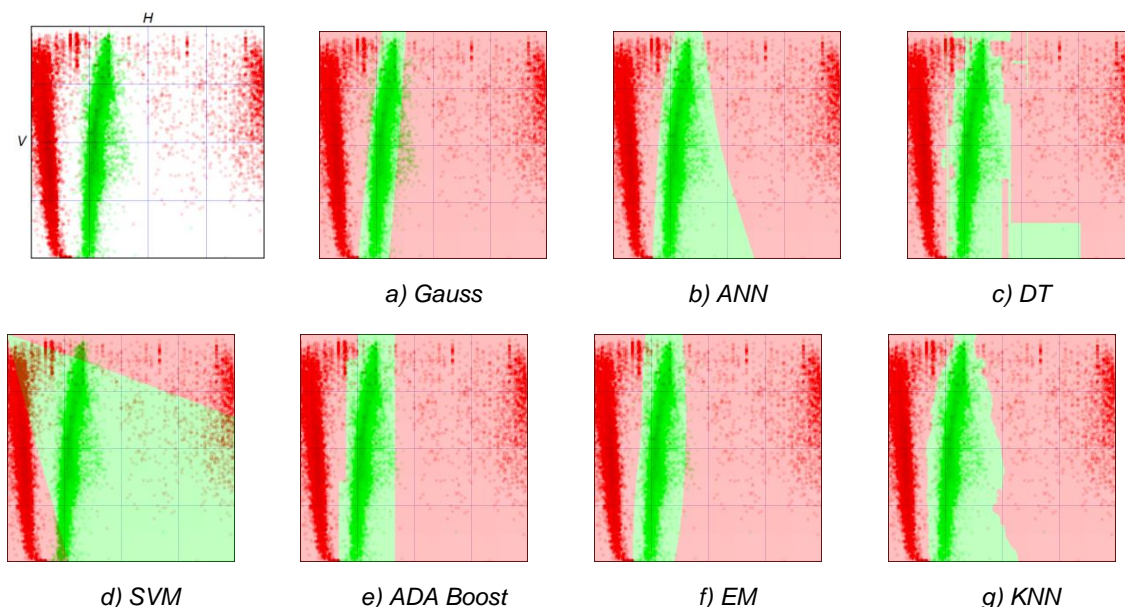 H
V
a) Gauss
b) ANN
c) DT
d) SVM
e) ADA Boost
f) EM
g) KNN